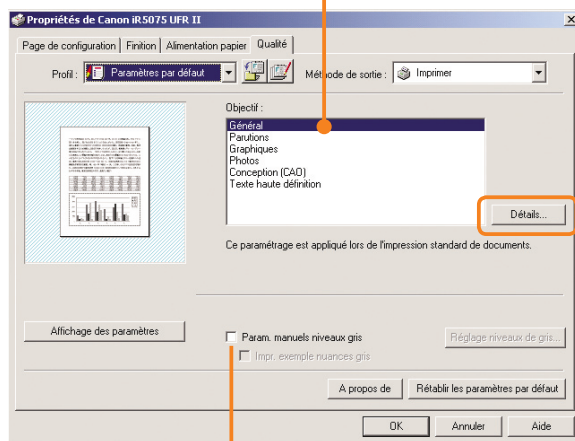 Propriétés de Canon iR5075 UFR II
Page de configuration Finition Alimentation papier Qualité
Profil : Paramètres par défaut Méthode de sortie : Imprimer
Objectif :
Général
Parutions
Graphiques
Photos
Conception (CAO)
Texte haute définition
Détails...
Ce paramétrage est appliqué lors de l'impression standard de documents.
Affichage des paramètres
Param. manuels niveaux gris
Réglage niveaux de gris...
Impr. exemple nuances gris
A propos de Rétablir les paramètres par défaut
OK Annuler Aide